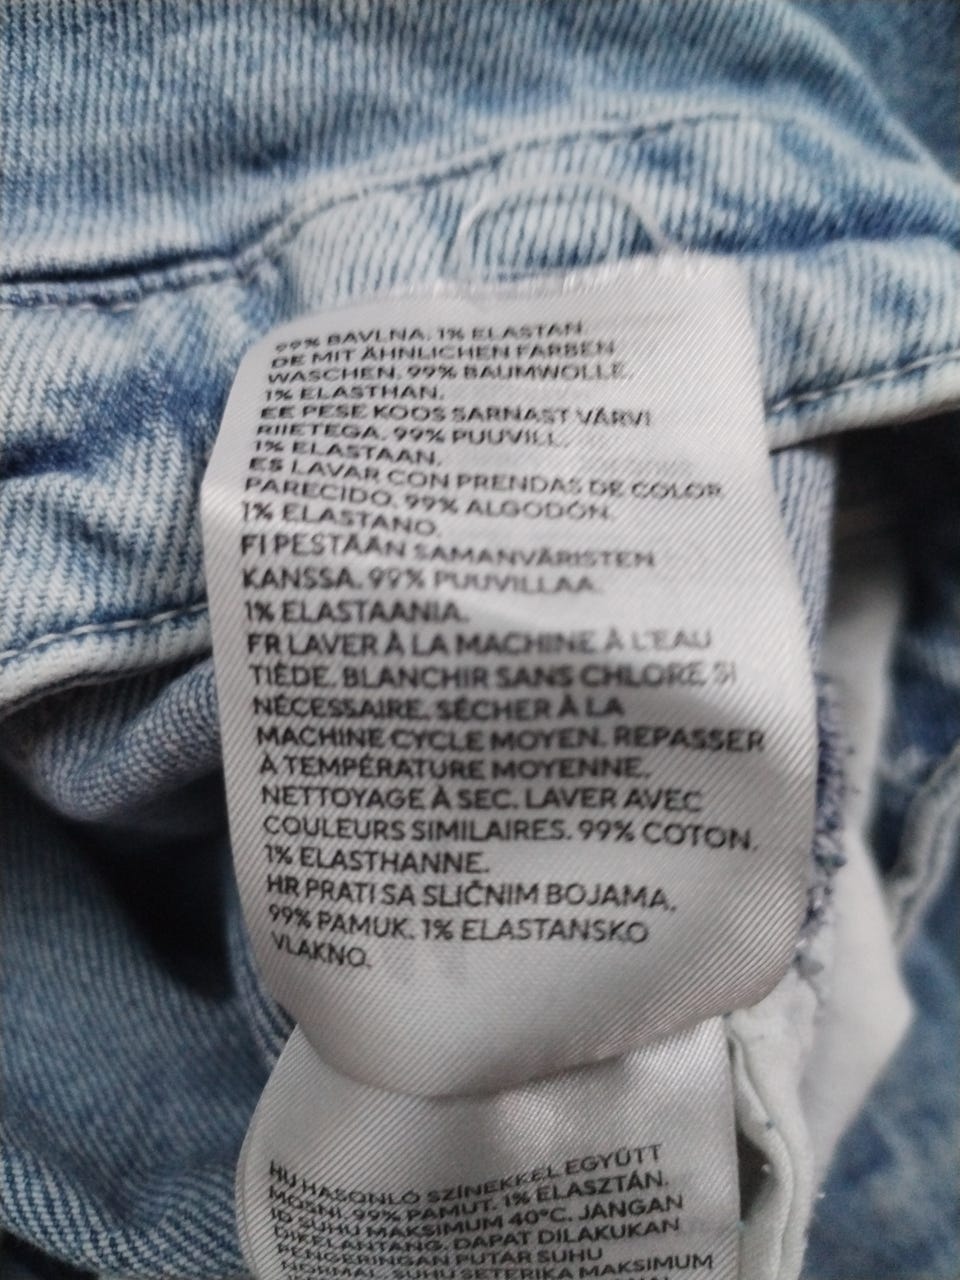 99% BAVLNA. 1% ELASTAN.
DE MIT ÄHNLICHEN FARBEN
WASCHEN. 99% BAUMWOLLE.
1% ELASTHAN.
EE PESE KOOS SARNAST VÄRVI
RIIETEGA. 99% PUUVILL.
1% ELASTAAN.
ES LAVAR CON PRENDAS DE COLOR
PARECIDO. 99% ALGODÓN.
1% ELASTANO.
FI PESTÄÄN SAMANVÄRISTEN
KANSSA. 99% PUUVILLAA.
1% ELASTAANIA.
FR LAVER À LA MACHINE À L'EAU
TIÈDE. BLANCHIR SANS CHLORE SI
NÉCESSAIRE. SÉCHER À LA
MACHINE CYCLE MOYEN. REPASSER
À TEMPÉRATURE MOYENNE.
NETTOYAGE À SEC. LAVER AVEC
COULEURS SIMILAIRES. 99% COTON.
1% ELASTHANNE.
HR PRATI SA SLIČNIM BOJAMA.
99% PAMUK. 1% ELASTANSKO
VLAKNO.
HU HASONLÓ SZÍNEKKEL EGYÜTT
MOSNI. 99% PAMUT. 1% ELASZTÁN.
ID SUHU MAKSIMUM 40°C. JANGAN
DIKELANTANG. DAPAT DILAKUKAN
PENGERINGAN PUTAR SUHU
NORMAL. SUHU SETERIKA MAKSIMUM